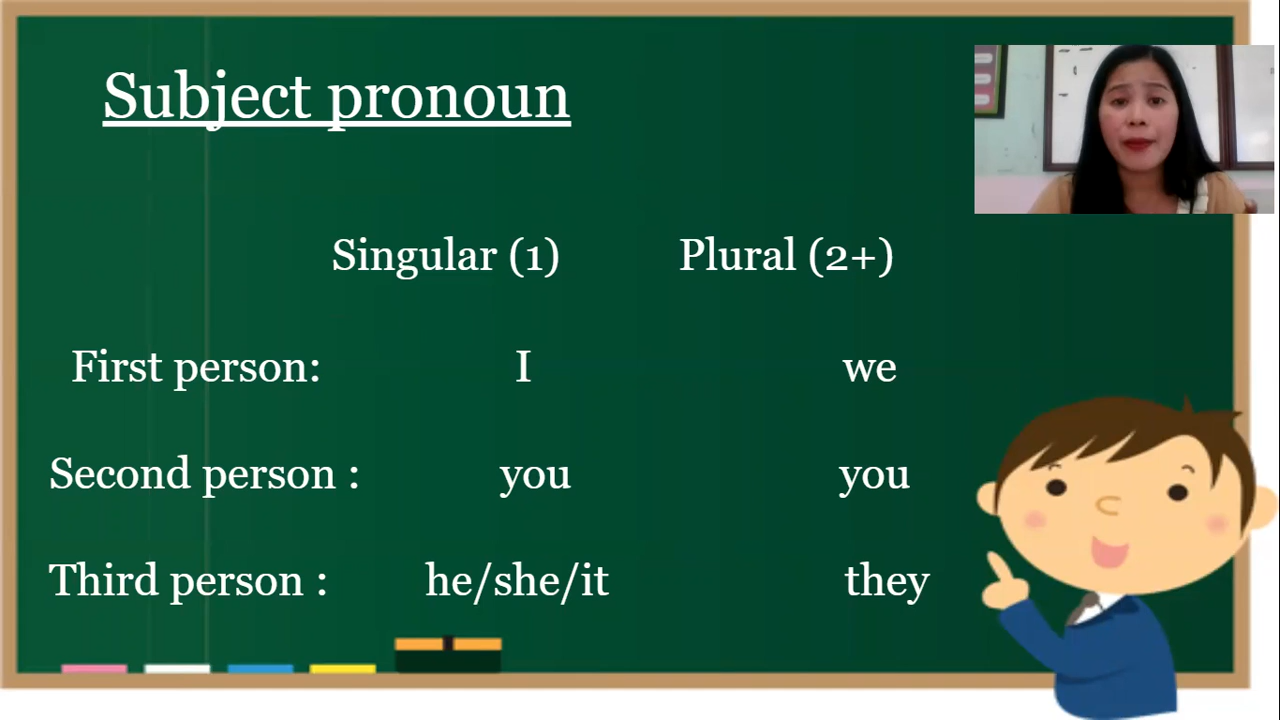 Subject pronoun
Singular (1) Plural (2+)
First person: I we
Second person : you you
Third person : he/she/it they